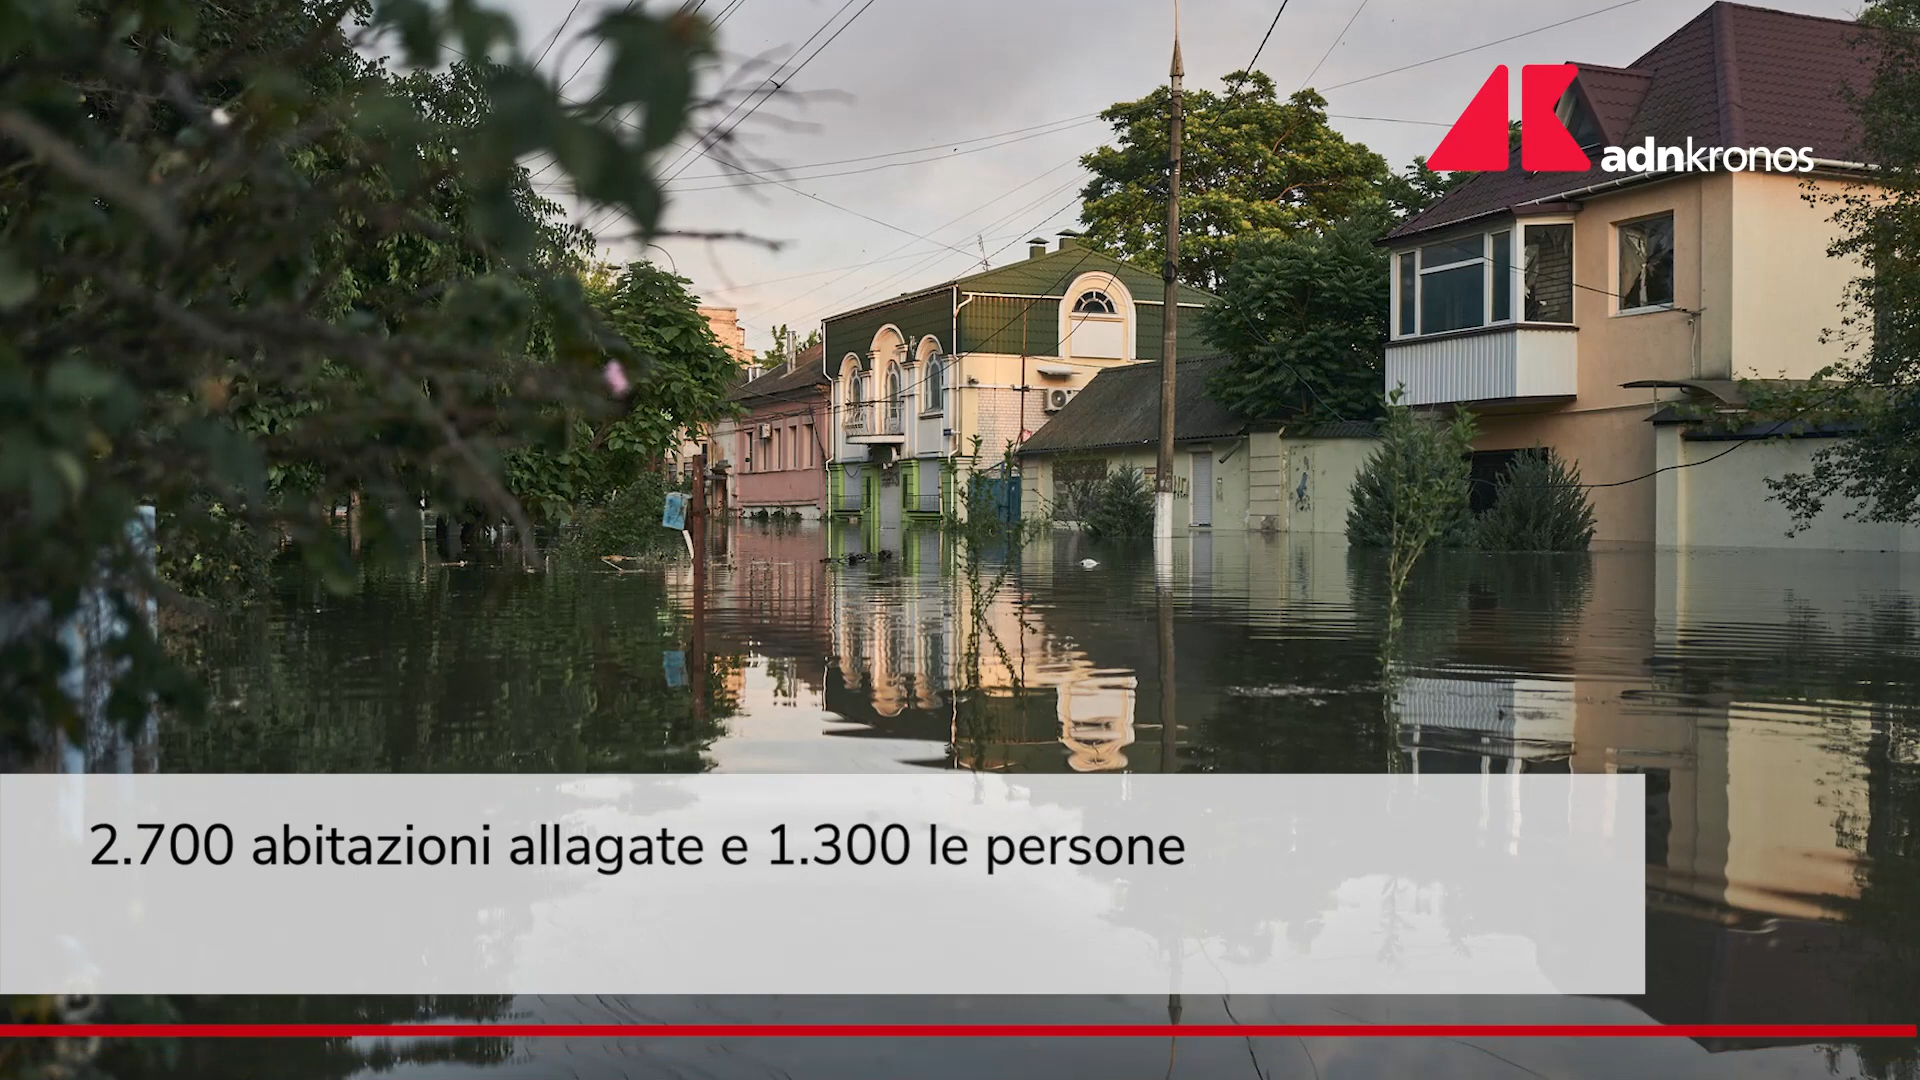 adnkronos
2.700 abitazioni allagate e 1.300 le persone